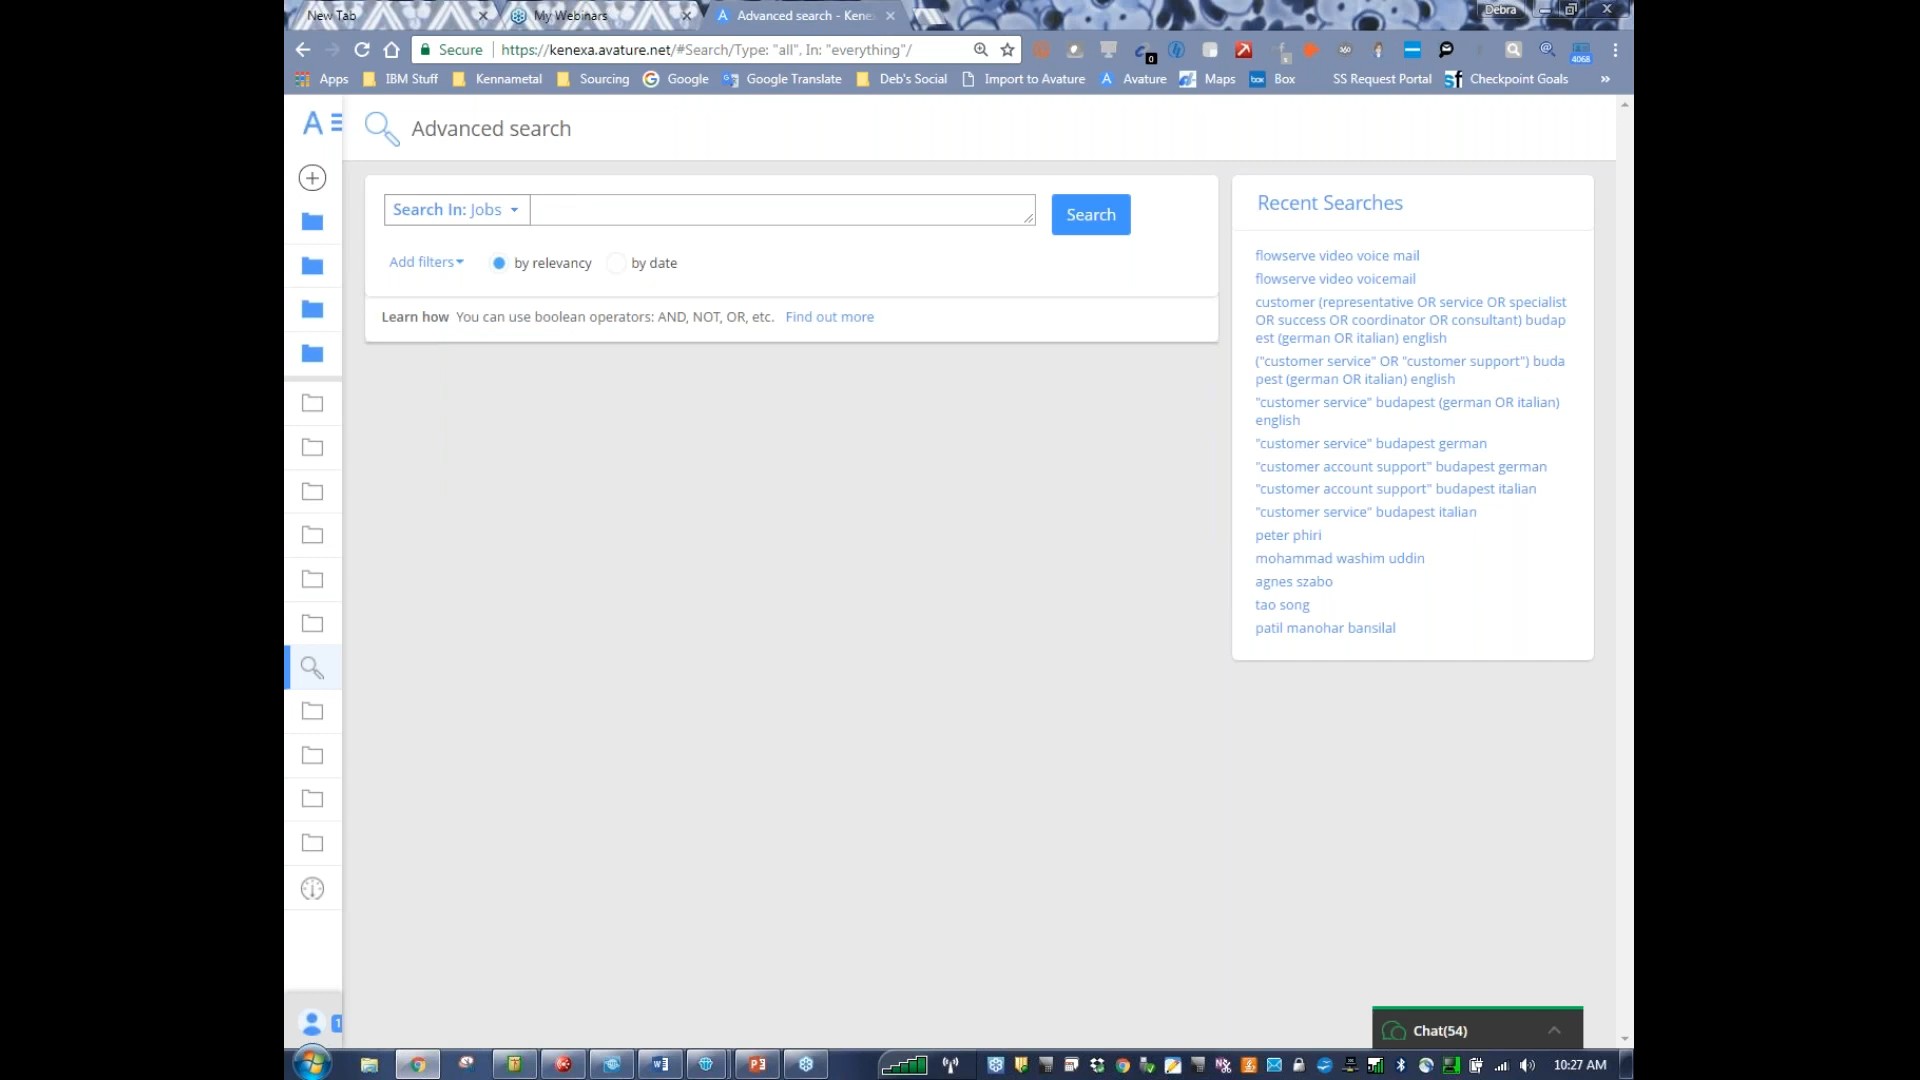 New Tab
My Webinars
Advanced search - Kenex
Debra
Secure
https://kenexa.avature.net/#Search/Type: "all", In: "everything"/
0
4068
Apps
IBM Stuff
Kennametal
Sourcing
Google
Google Translate
Deb's Social
Import to Avature
Avature
Maps
Box
SS Request Portal
Checkpoint Goals
»
Advanced search
Search In: Jobs
Search
Add filters
by relevancy
by date
Learn how You can use boolean operators: AND, NOT, OR, etc. Find out more
Recent Searches
flowserve video voice mail
flowserve video voicemail
customer (representative OR service OR specialist
OR success OR coordinator OR consultant) budap
est (german OR italian) english
("customer service" OR "customer support") buda
pest (german OR italian) english
"customer service" budapest (german OR italian)
english
"customer service" budapest german
"customer account support" budapest german
"customer account support" budapest italian
"customer service" budapest italian
peter phiri
mohammad washim uddin
agnes szabo
tao song
patil manohar bansilal
1
Chat(54)
10:27 AM